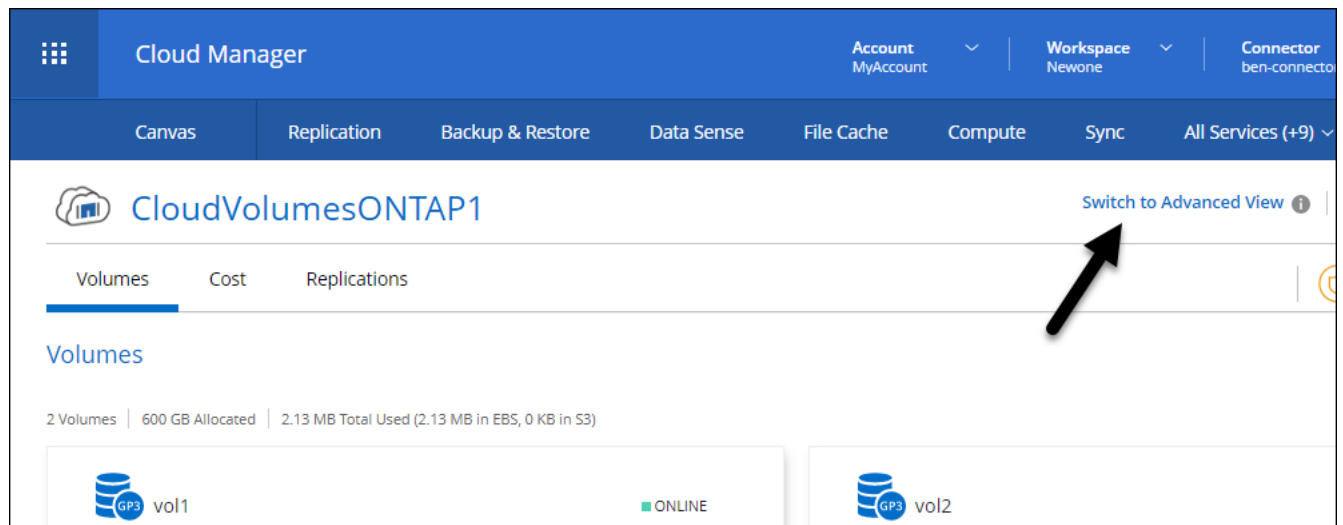 Cloud Manager
Account
MyAccount
Workspace
Newone
Connector
ben-connector
Canvas
Replication
Backup & Restore
Data Sense
File Cache
Compute
Sync
All Services (+9)
CloudVolumesONTAP1
Switch to Advanced View
Volumes
Cost
Replications
Volumes
2 Volumes | 600 GB Allocated | 2.13 MB Total Used (2.13 MB in EBS, 0 KB in S3)
GP3
vol1
ONLINE
GP3
vol2